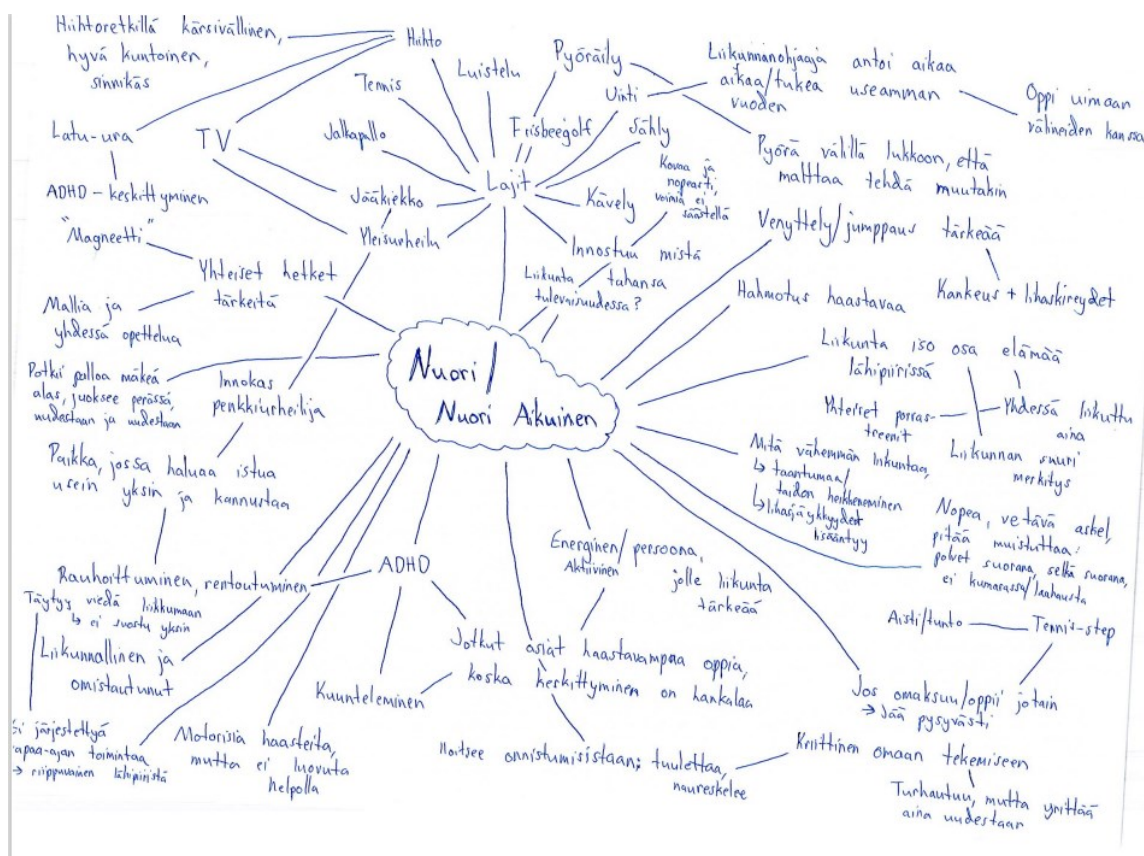 Hiihtoretkillä kärsivällinen,
hyvä kuntoinen,
sinnikäs
Hiihto
Luistelu
Pyöräily
Liikunnanohjaaja antoi aikaa
aikaa/tukea useamman
vuoden
Oppi uimaan
välineiden kanssa
Tennis
Uinti
Latu-ura
TV
Jalkapallo
Frisbeegolf
Sähly
Pyörä välillä lukkoon, että
malttaa tehdä muutakin
ADHD - keskittyminen
Jääkiekko
Lajit
Kävely
Kovaa ja
nopeasti,
voimia ei
säästellä
"Magneetti"
Yleisurheilu
Innostuu mistä
tahansa
Venyttely/jumppaus tärkeää
Yhteiset hetket
tärkeitä
Liikunta
tulevaisuudessa?
Hahmotus haastavaa
Kankeus + lihaskireydet
Mallia ja
yhdessä opettelua
Nuori/
Nuori Aikuinen
Liikunta iso osa elämää
lähipiirissä
Potkii palloa mäkeä
alas, juoksee perässä,
uudestaan ja uudestaan
Innokas
penkkiurheilija
Yhteiset porras-
treenit
Yhdessä liikuttu
aina
Liikunnan suuri
merkitys
Paikka, jossa haluaa istua
usein yksin ja kannustaa
Mitä vähemmän liikuntaa,
↳ taantumaa/
taidon heikkeneminen
↳ lihasjäykkyydet
lisääntyy
Nopea, vetävä askel,
pitää muistuttaa:
polvet suorana, selkä suorana,
ei kumarassa/laahausta
Rauhoittuminen, rentoutuminen
ADHD
Energinen/ persoona,
Aktiivinen
jolle liikunta
tärkeää
Täytyy viedä liikkumaan
↳ ei suostu yksin
Aisti/tunto
Tennis-step
Liikunnallinen ja
omistautunut
Kuunteleminen
Jotkut asiat haastavampaa oppia,
koska keskittyminen on hankalaa
Jos omaksuu/oppii jotain
→ Jää pysyvästi
Ei järjestettyä
vapaa-ajan toimintaa
→ riippuvainen lähipiiristä
Motorisia haasteita,
mutta ei luovuta
helpolla
Iloitsee onnistumisistaan; tuulettaa,
naureskelee
Kriittinen omaan tekemiseen
Turhautuu, mutta yrittää
aina uudestaan